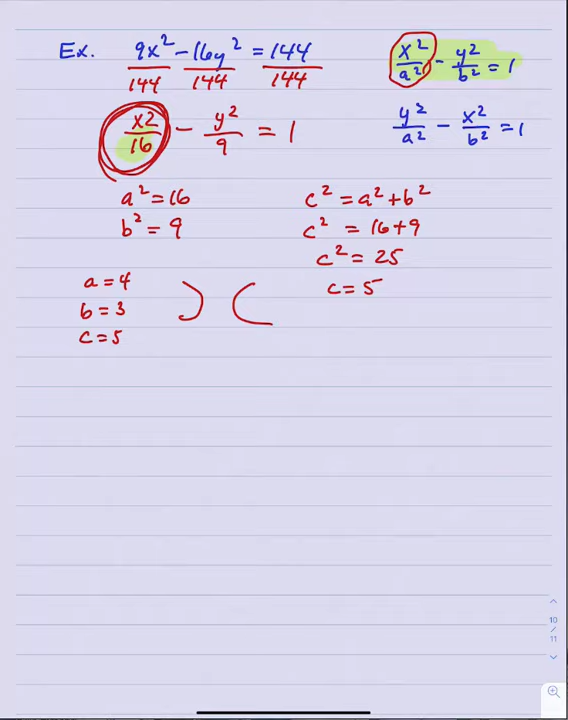 Ex. 9x²/144 - 16y²/144 = 144/144
x²/a² - y²/b² = 1
x2/16 - y²/9 = 1
y²/a² - x²/b² = 1
a² = 16
b² = 9
c² = a² + b²
c² = 16 + 9
c² = 25
c = 5
a = 4
b = 3
c = 5
10
/
11